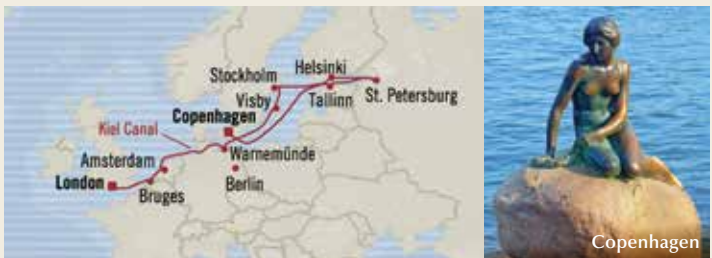 Helsinki
Stockholm
St. Petersburg
Visby
Tallinn
Copenhagen
Kiel Canal
Warnemünde
Amsterdam
Berlin
London
Bruges
Copenhagen